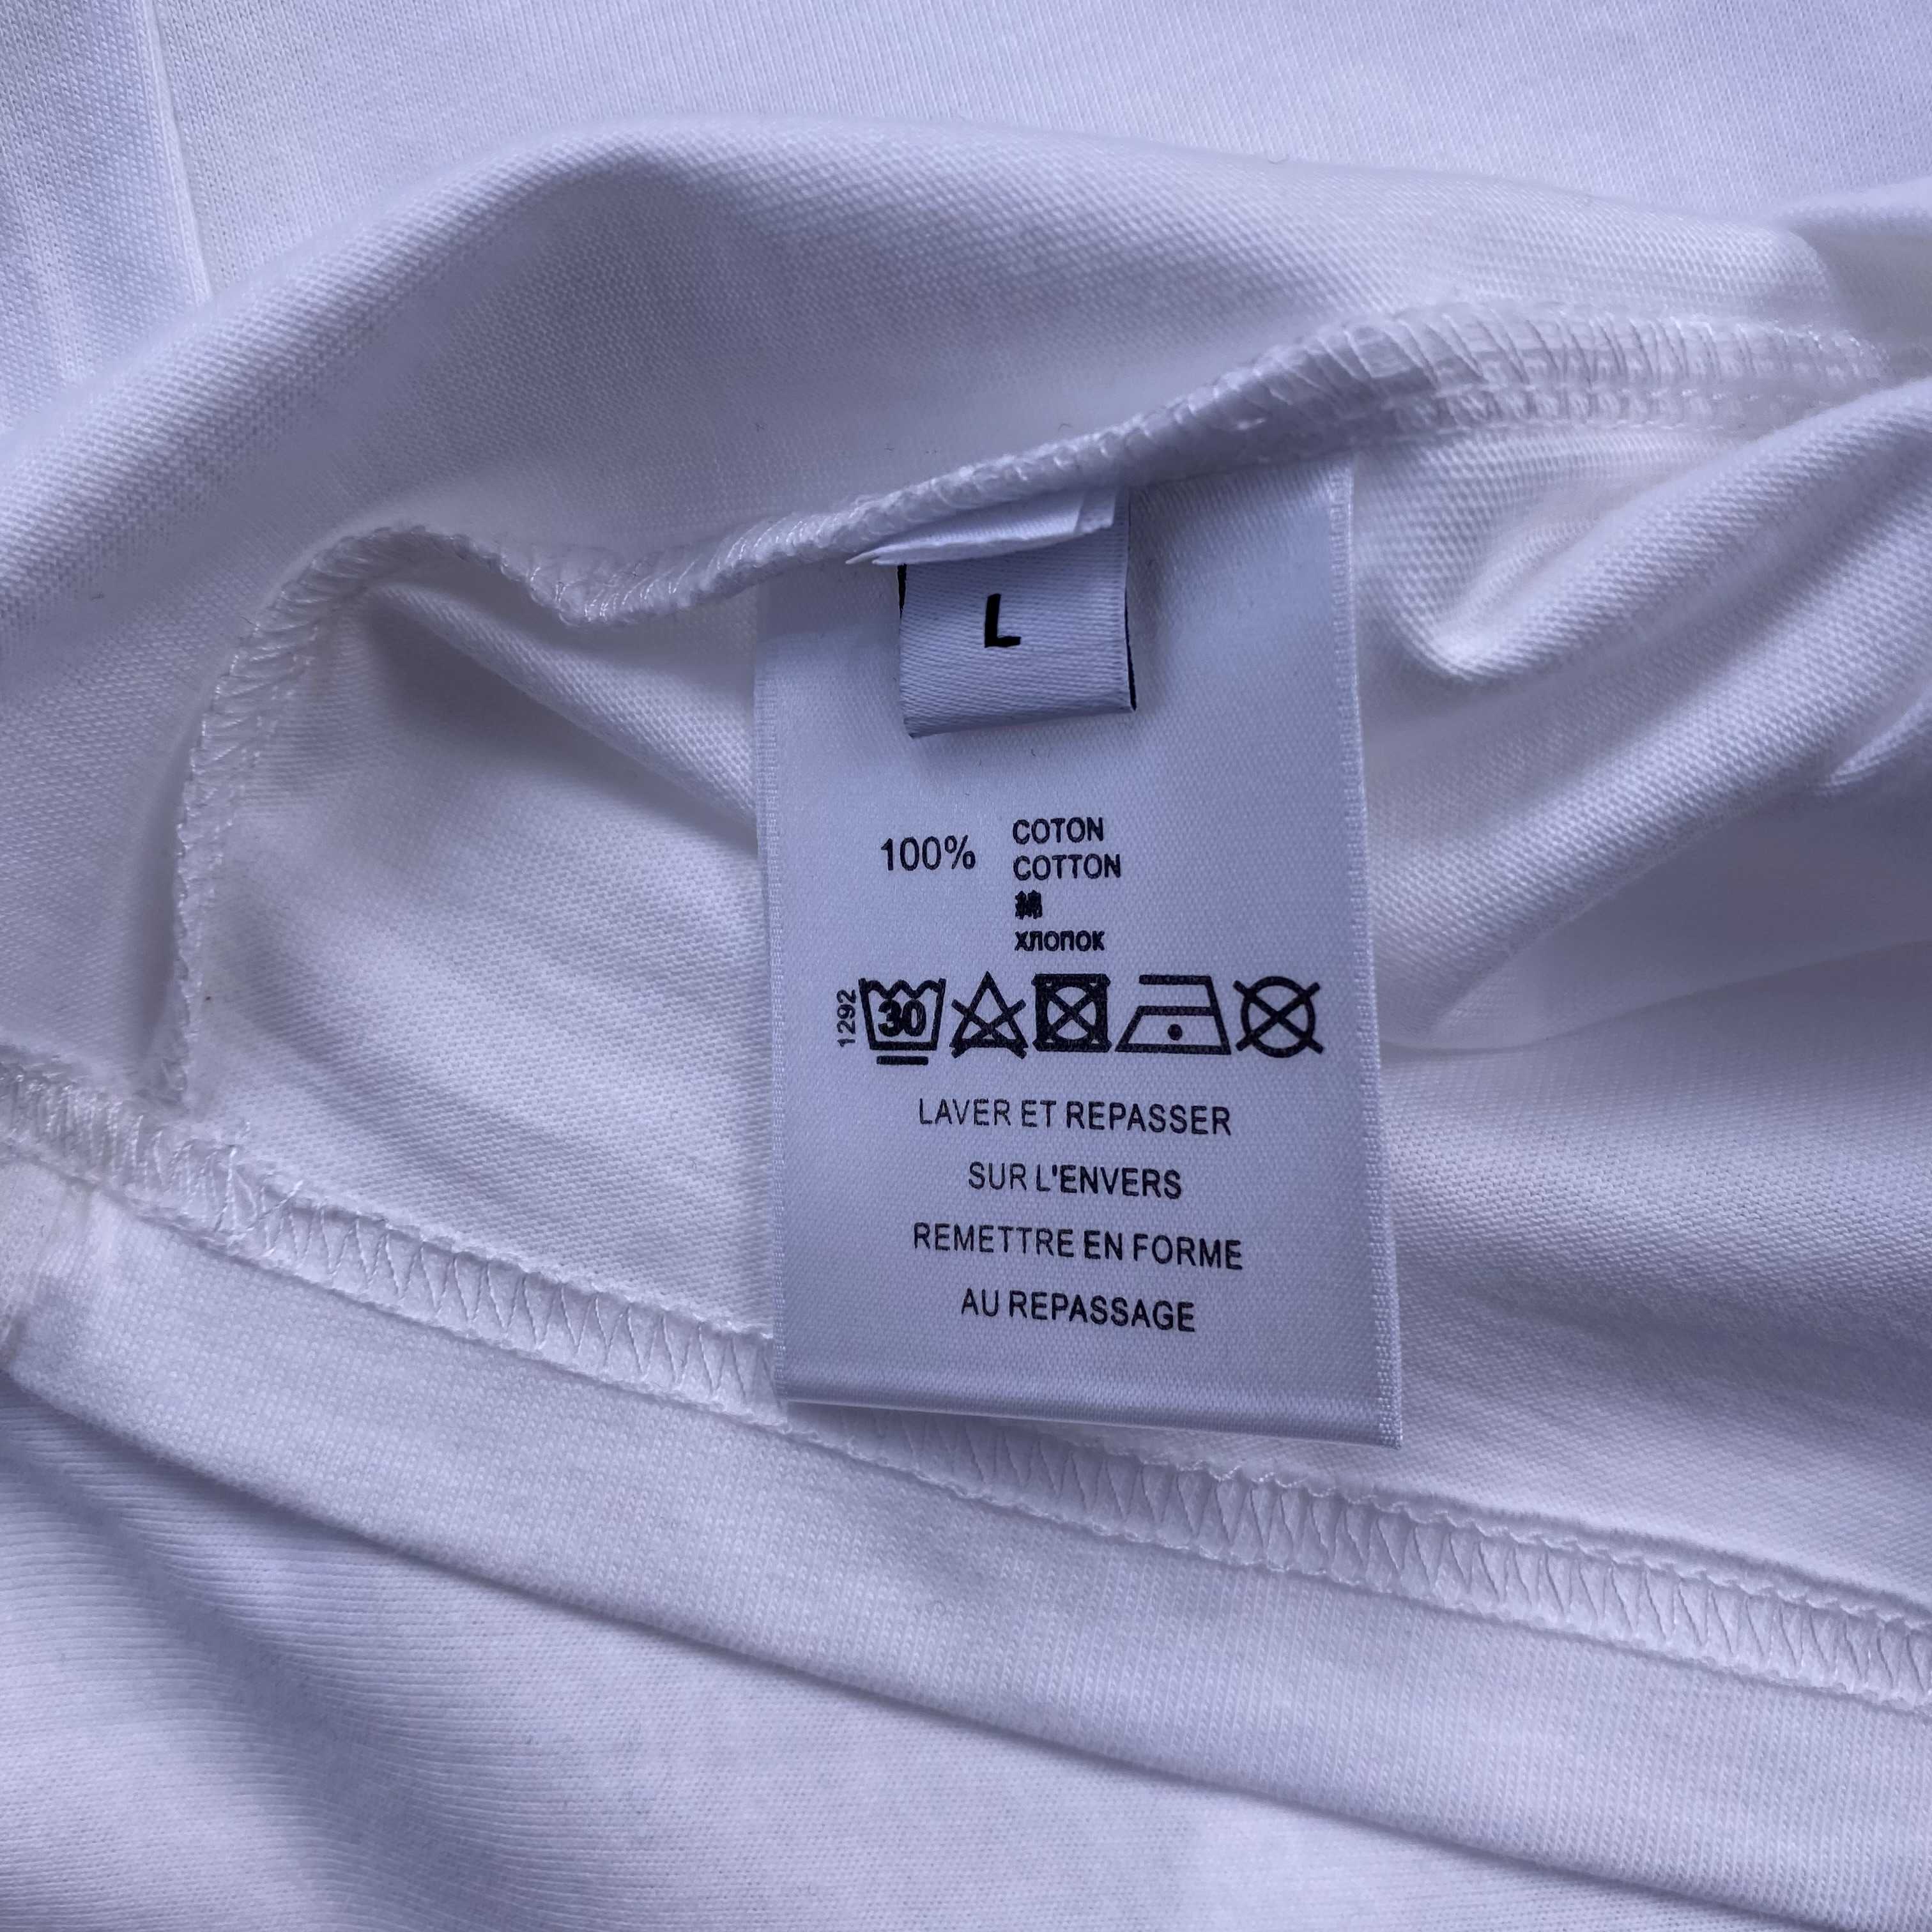 L
100%
COTON
COTTON
綿
хлопок
1292
30
LAVER ET REPASSER
SUR L'ENVERS
REMETTRE EN FORME
AU REPASSAGE